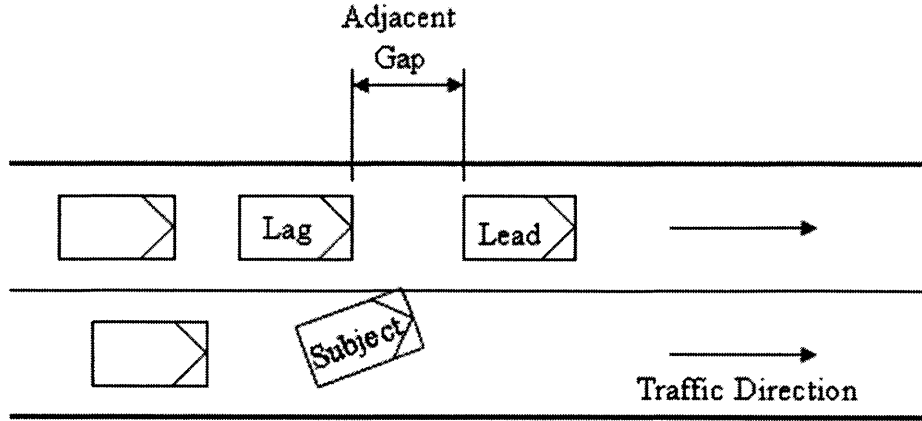 Adjacent
Gap
Lag
Lead
Subject
Traffic Direction